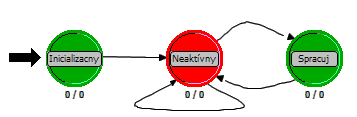 Inicializacny
Neaktívny
Spracuj
0 / 0
0 / 0
0 / 0